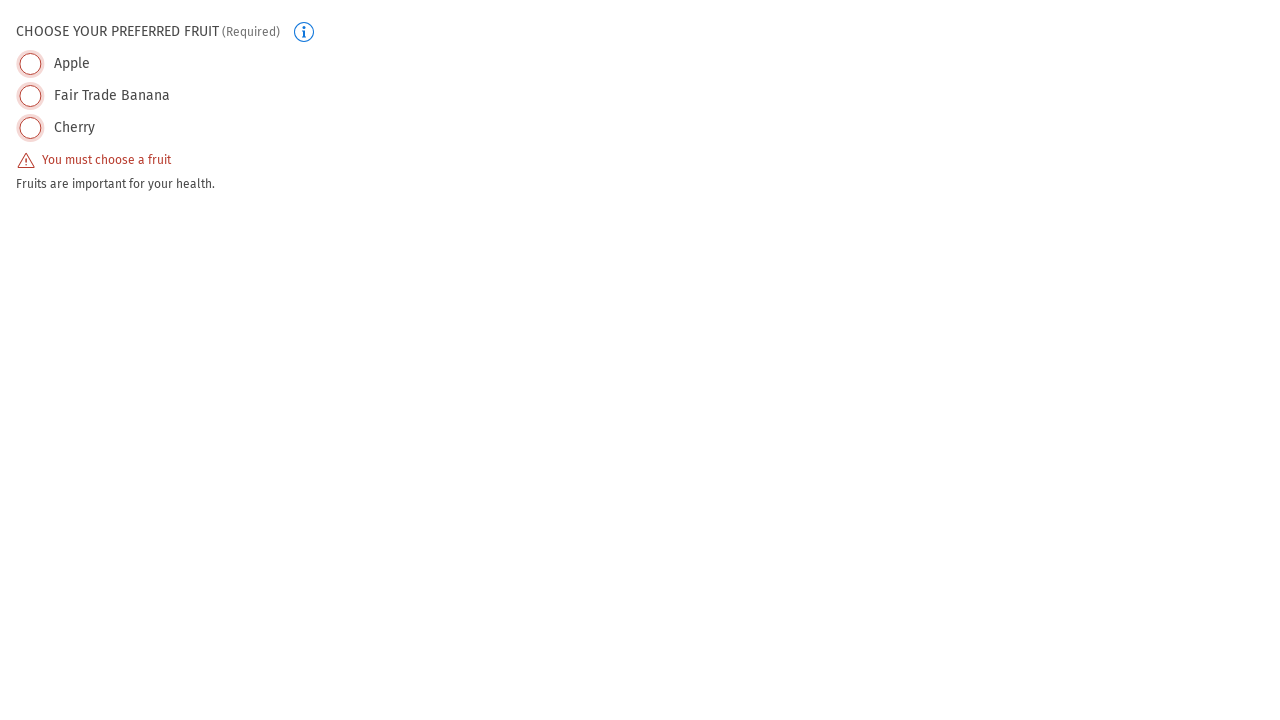 CHOOSE YOUR PREFERRED FRUIT (Required)
Apple
Fair Trade Banana
Cherry
You must choose a fruit
Fruits are important for your health.